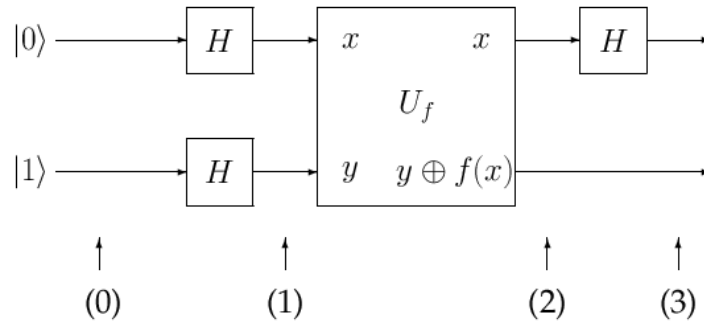 |0⟩ H x x H
U_f
|1⟩ H y y ⊕ f(x)
(0) (1) (2) (3)